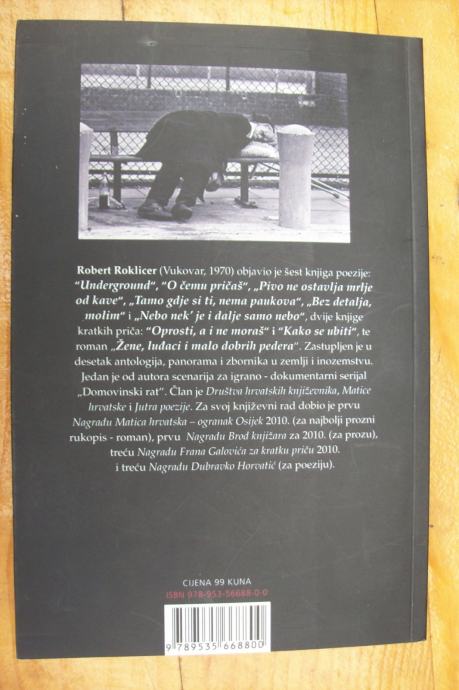 Robert Roklicer (Vukovar, 1970) objavio je šest knjiga poezije:
“Underground“, “O čemu pričaš“, „Pivo ne ostavlja mrlje
od kave“, „Tamo gdje si ti, nema paukova“, „Bez detalja,
molim“ i „Nebo nek’ je i dalje samo nebo“, dvije knjige
kratkih priča: “Oprosti, a i ne moraš“ i “Kako se ubiti“, te
roman „Žene, luđaci i malo dobrih pedera“. Zastupljen je u
desetak antologija, panorama i zbornika u zemlji i inozemstvu.
Jedan je od autora scenarija za igrano - dokumentarni serijal
„Domovinski rat”. Član je Društva hrvatskih književnika, Matice
hrvatske i Jutra poezije. Za svoj književni rad dobio je prvu
Nagradu Matica hrvatska – ogranak Osijek 2010. (za najbolji prozni
rukopis - roman), prvu Nagradu Brod knjižara za 2010. (za prozu),
treću Nagradu Frana Galovića za kratku priču 2010.
i treću Nagradu Dubravko Horvatić (za poeziju).
CIJENA 99 KUNA
ISBN 978-953-56688-0-0
9 789535 668800